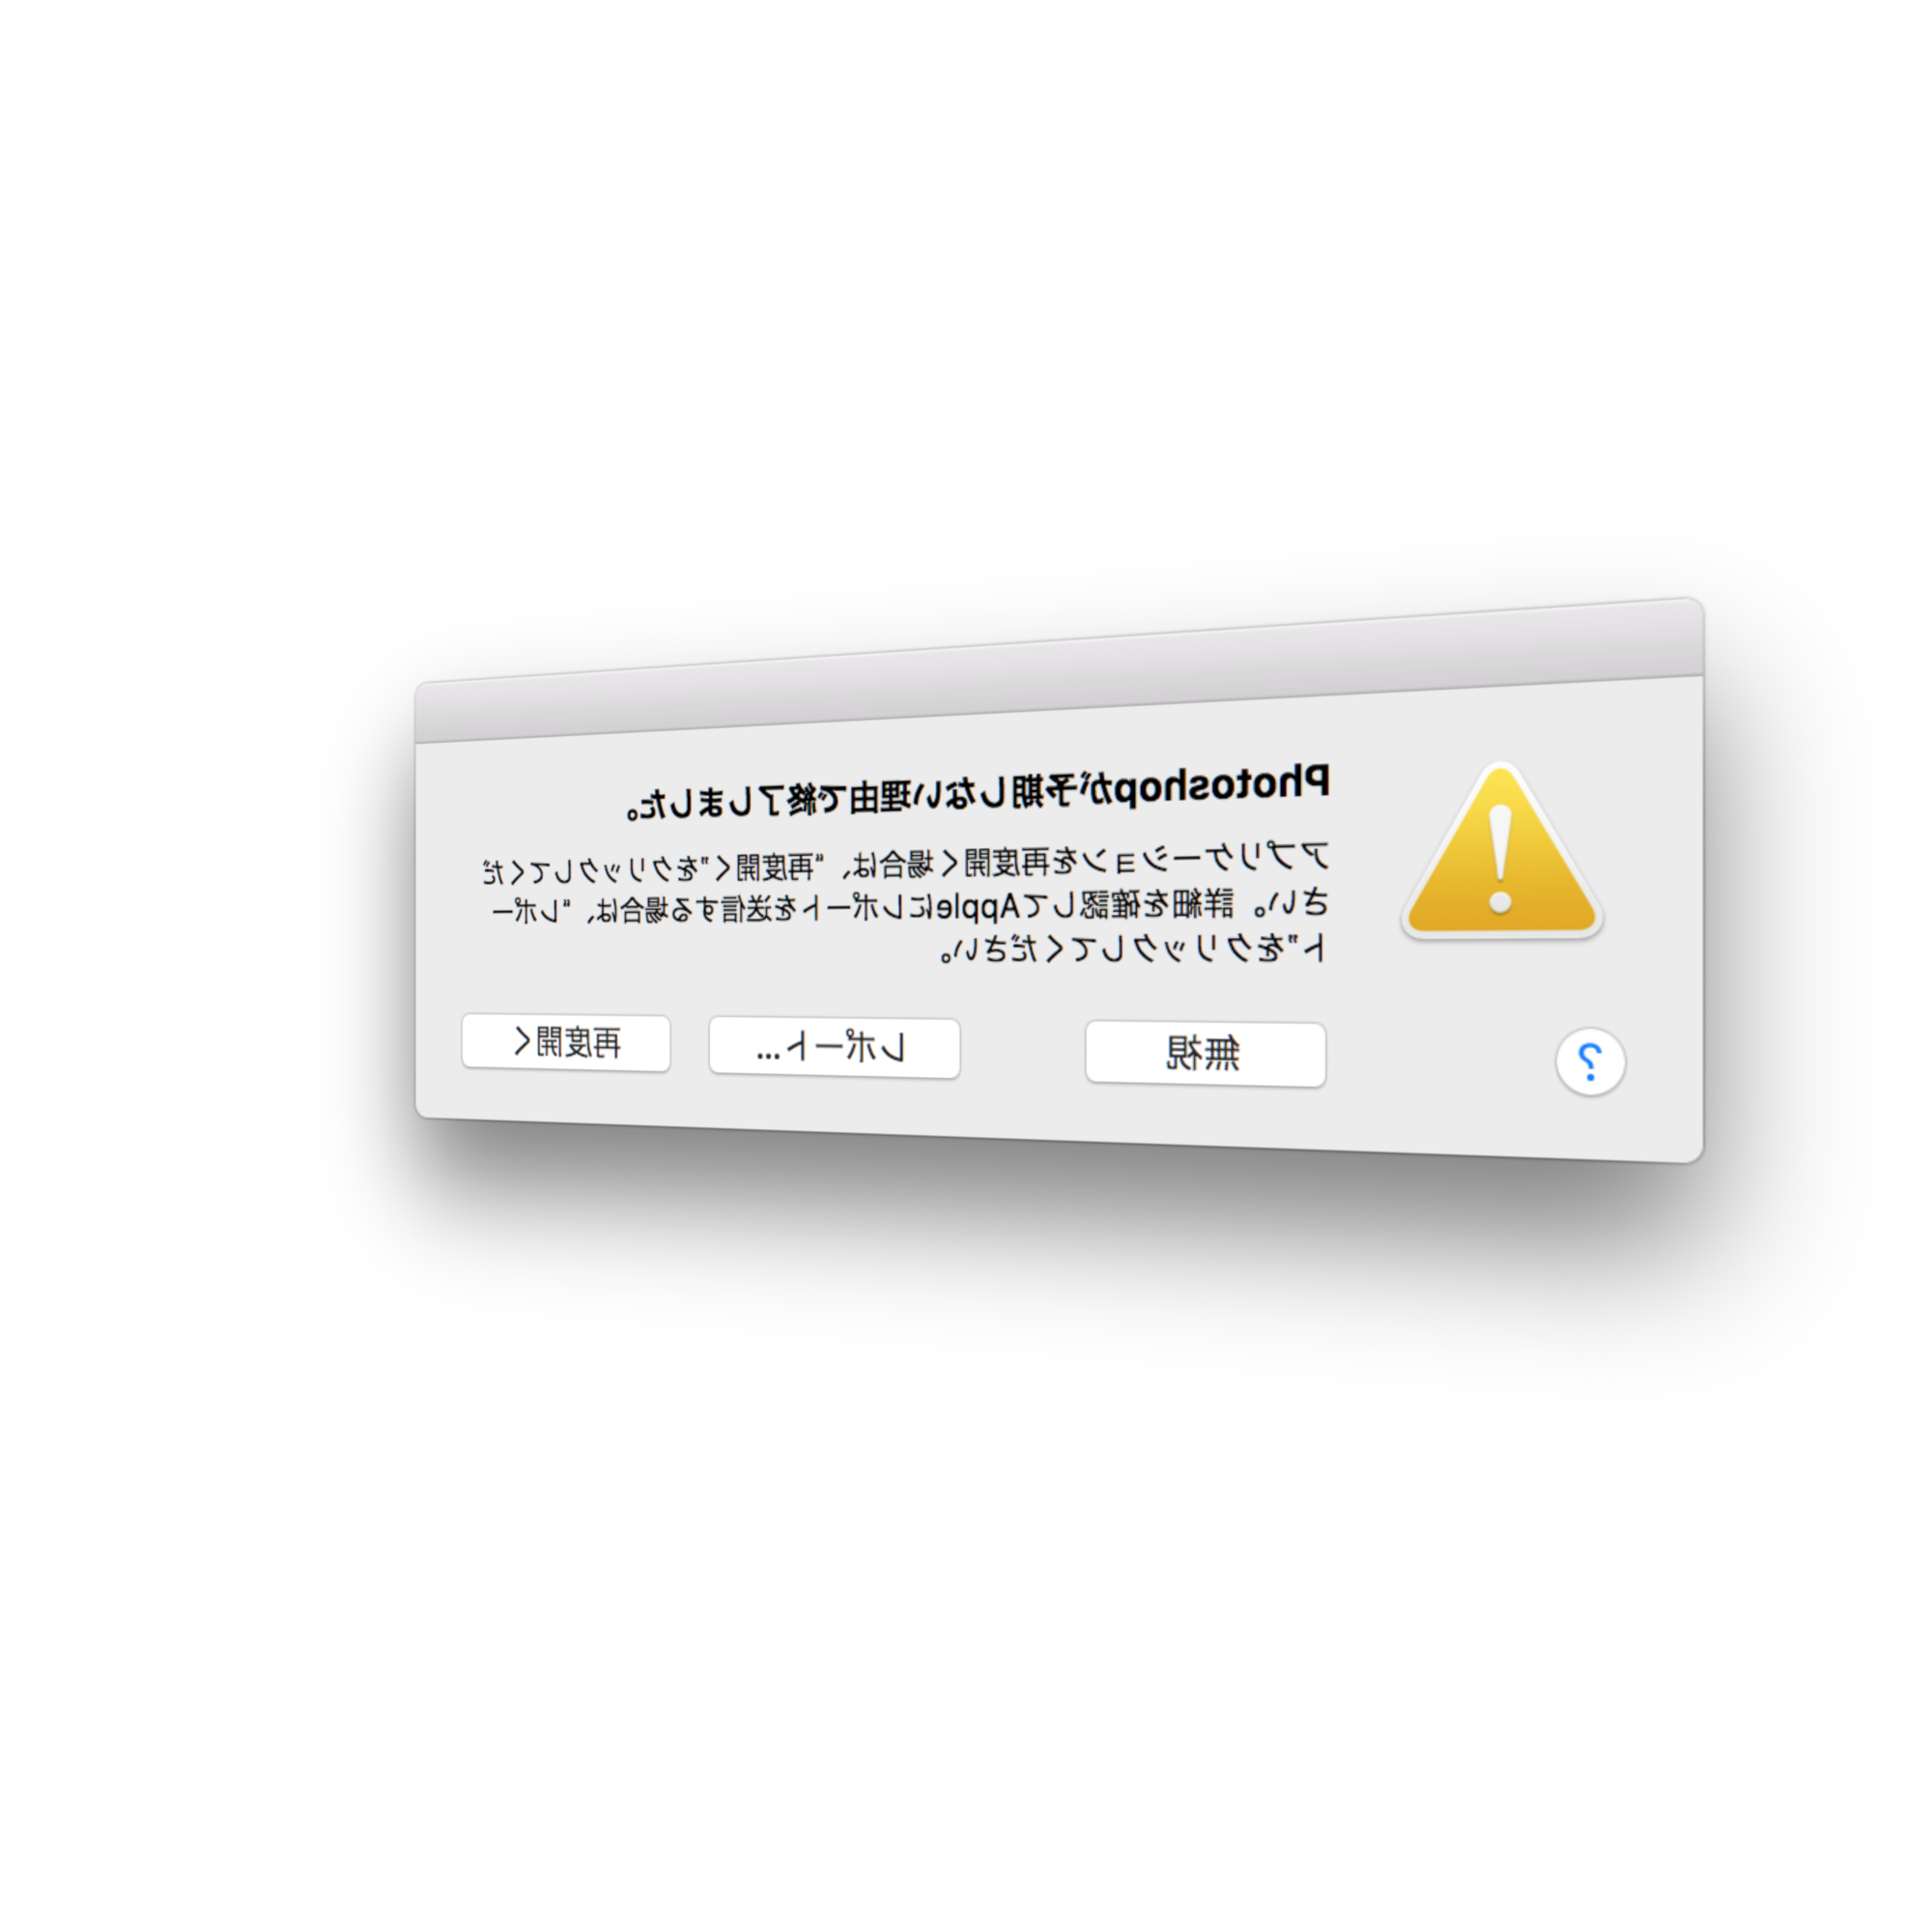 Photoshopが予期しない理由で終了しました。
アプリケーションを再度開く場合は、“再度開く”をクリックしてくだ
さい。詳細を確認してAppleにレポートを送信する場合は、“レポー
ト”をクリックしてください。
?
無視
レポート...
再度開く